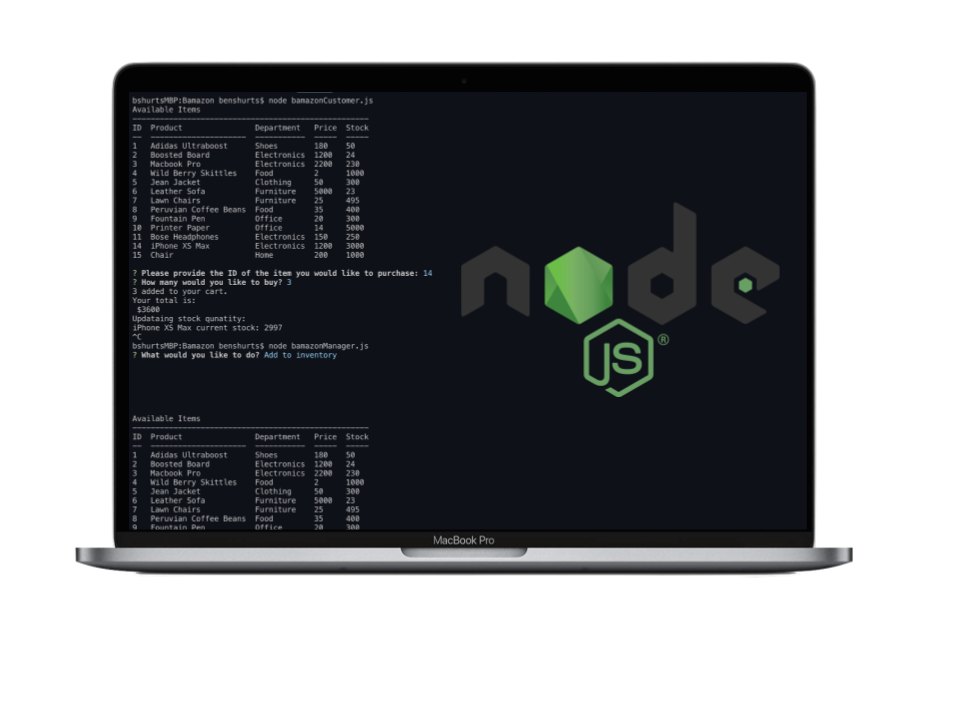 bshurtsMBP:Bamazon benshurts$ node bamazonCustomer.js
Available Items
ID Product Department Price Stock
1 Adidas Ultraboost Shoes 180 50
2 Boosted Board Electronics 1200 24
3 Macbook Pro Electronics 2200 230
4 Wild Berry Skittles Food 2 1000
5 Jean Jacket Clothing 50 300
6 Leather Sofa Furniture 5000 23
7 Lawn Chairs Furniture 25 495
8 Peruvian Coffee Beans Food 35 400
9 Fountain Pen Office 20 300
10 Printer Paper Office 14 5000
11 Bose Headphones Electronics 150 250
14 iPhone XS Max Electronics 1200 3000
15 Chair Home 200 1000
? Please provide the ID of the item you would like to purchase: 14
? How many would you like to buy? 3
3 added to your cart.
Your total is:
$3600
Updataing stock qunatity:
iPhone XS Max current stock: 2997
^C
bshurtsMBP:Bamazon benshurts$ node bamazonManager.js
? What would you like to do? Add to inventory
Available Items
ID Product Department Price Stock
1 Adidas Ultraboost Shoes 180 50
2 Boosted Board Electronics 1200 24
3 Macbook Pro Electronics 2200 230
4 Wild Berry Skittles Food 2 1000
5 Jean Jacket Clothing 50 300
6 Leather Sofa Furniture 5000 23
7 Lawn Chairs Furniture 25 495
8 Peruvian Coffee Beans Food 35 400
9 Fountain Pen Office 20 300
node
JS®
MacBook Pro